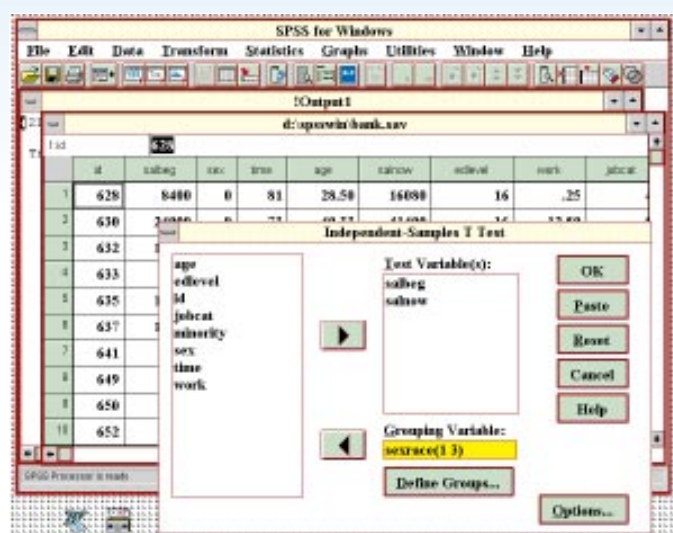 SPSS for Windows
File Edit Data Transform Statistics Graphs Utilities Window Help
!Output1
d:\spsswin\bank.sav
1:id 628
id salbeg sex time age salnow edlevel work jobcat
1 628 8400 0 81 28.50 16080 16 .25
2 630
3 632
4 633
5 635
6 637
7 641
8 649
9 650
10 652
Independent-Samples T Test
age
edlevel
id
jobcat
minority
sex
time
work
Test Variable(s):
salbeg
salnow
Grouping Variable:
sexrace(1 3)
Define Groups...
OK
Paste
Reset
Cancel
Help
Options...
SPSS Processor is ready